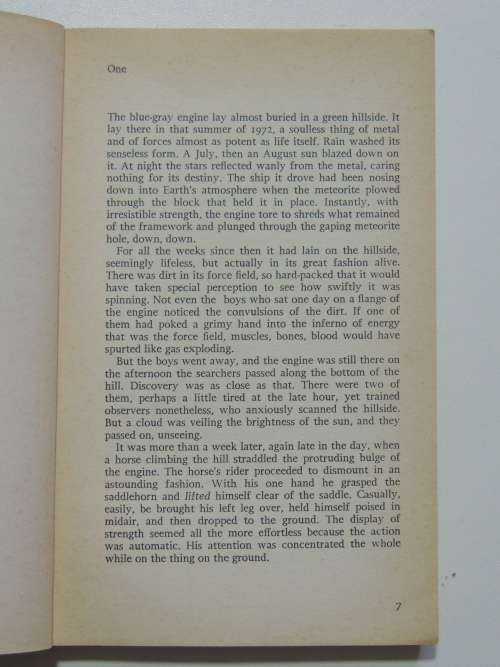 One
The blue-gray engine lay almost buried in a green hillside. It
lay there in that summer of 1972, a soulless thing of metal
and of forces almost as potent as life itself. Rain washed its
senseless form. A July, then an August sun blazed down on
it. At night the stars reflected wanly from the metal, caring
nothing for its destiny. The ship it drove had been nosing
down into Earth's atmosphere when the meteorite plowed
through the block that held it in place. Instantly, with
irresistible strength, the engine tore to shreds what remained
of the framework and plunged through the gaping meteorite
hole, down, down.
For all the weeks since then it had lain on the hillside,
seemingly lifeless, but actually in its great fashion alive.
There was dirt in its force field, so hard-packed that it would
have taken special perception to see how swiftly it was
spinning. Not even the boys who sat one day on a flange of
the engine noticed the convulsions of the dirt. If one of
them had poked a grimy hand into the inferno of energy
that was the force field, muscles, bones, blood would have
spurted like gas exploding.
But the boys went away, and the engine was still there on
the afternoon the searchers passed along the bottom of the
hill. Discovery was as close as that. There were two of
them, perhaps a little tired at the late hour, yet trained
observers nonetheless, who anxiously scanned the hillside.
But a cloud was veiling the brightness of the sun, and they
passed on, unseeing.
It was more than a week later, again late in the day, when
a horse climbing the hill straddled the protruding bulge of
the engine. The horse's rider proceeded to dismount in an
astounding fashion. With his one hand he grasped the
saddlehorn and lifted himself clear of the saddle. Casually,
easily, be brought his left leg over, held himself poised in
midair, and then dropped to the ground. The display of
strength seemed all the more effortless because the action
was automatic. His attention was concentrated the whole
while on the thing on the ground.
7